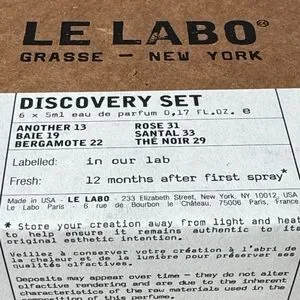 LE LABO®
GRASSE — NEW YORK
DISCOVERY SET
6 x 5ml eau de parfum 0,17 FL.OZ. e
ANOTHER 13 ROSE 31
BAIE 19 SANTAL 33
BERGAMOTE 22 THÉ NOIR 29
Labelled: in our lab
Fresh: 12 months after first spray*
Made in USA - LE LABO - 233 Elizabeth Street, New York, NY 10012, USA
Le Labo Paris - 6 rue de Bourbon le Château, 75006 Paris, France
* Store your creation away from light and heat
to help ensure it remains authentic to its
original esthetic intention.
Veillez à conserver votre création à l'abri de
la chaleur et de la lumière pour préserver ses
qualités olfactives.
Deposits may appear over time - they do not alter
olfactive rendering and are due to the inherent
characteristics of the raw materials used in the
composition of this perfume.